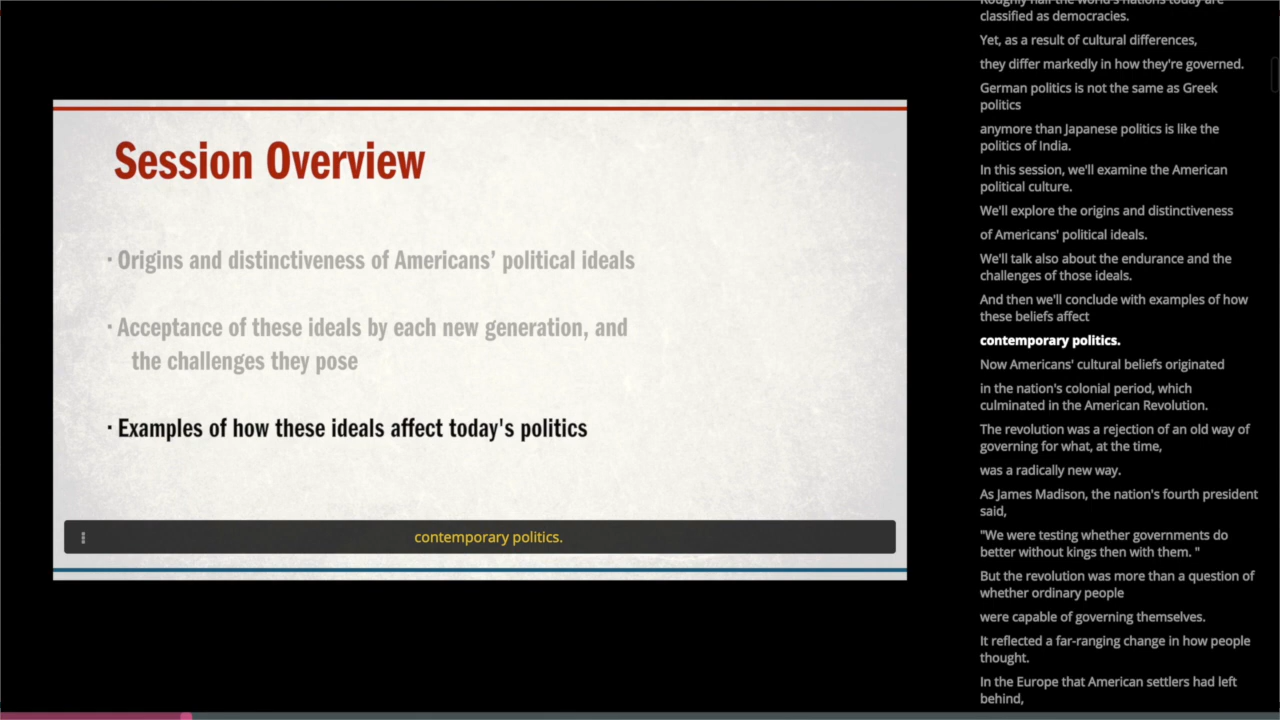 Session Overview
· Origins and distinctiveness of Americans’ political ideals
· Acceptance of these ideals by each new generation, and
the challenges they pose
· Examples of how these ideals affect today's politics
contemporary politics.
Roughly half the world's nations today are
classified as democracies.
Yet, as a result of cultural differences,
they differ markedly in how they're governed.
German politics is not the same as Greek
politics
anymore than Japanese politics is like the
politics of India.
In this session, we'll examine the American
political culture.
We'll explore the origins and distinctiveness
of Americans' political ideals.
We'll talk also about the endurance and the
challenges of those ideals.
And then we'll conclude with examples of how
these beliefs affect
contemporary politics.
Now Americans' cultural beliefs originated
in the nation's colonial period, which
culminated in the American Revolution.
The revolution was a rejection of an old way of
governing for what, at the time,
was a radically new way.
As James Madison, the nation's fourth president
said,
"We were testing whether governments do
better without kings then with them. "
But the revolution was more than a question of
whether ordinary people
were capable of governing themselves.
It reflected a far-ranging change in how people
thought.
In the Europe that American settlers had left
behind,